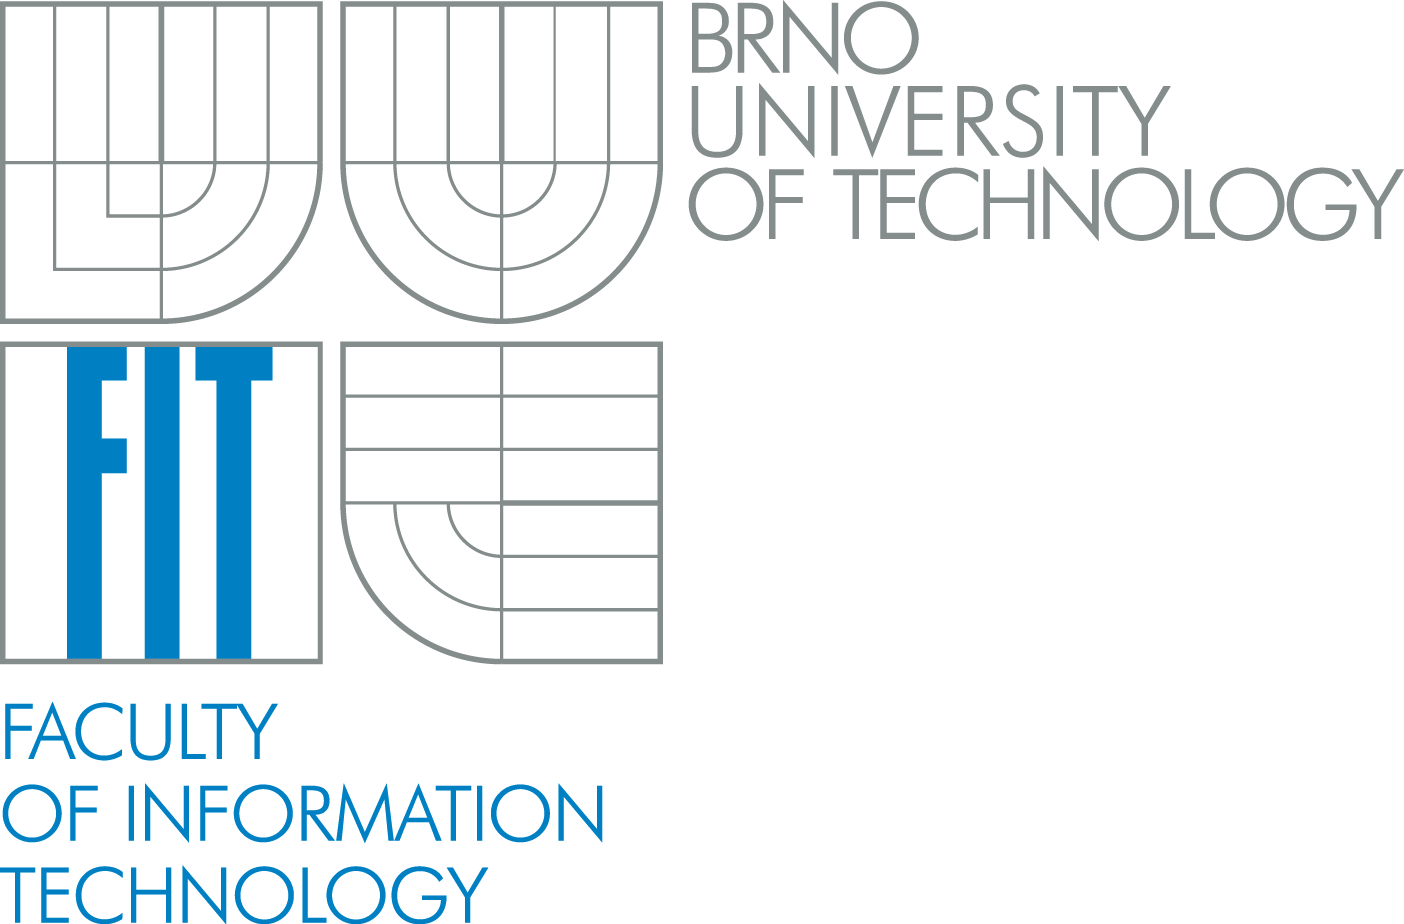 BRNO
UNIVERSITY
OF TECHNOLOGY
FIT
FACULTY
OF INFORMATION
TECHNOLOGY